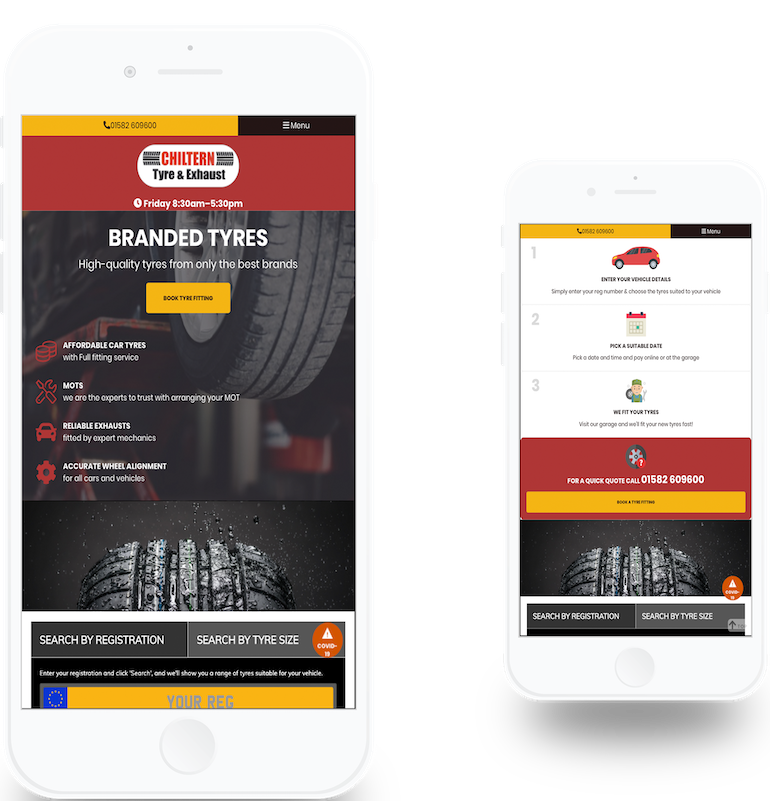 01582 609600
Menu
CHILTERN
Tyre & Exhaust
Friday 8:30am–5:30pm
BRANDED TYRES
High-quality tyres from only the best brands
BOOK TYRE FITTING
AFFORDABLE CAR TYRES
with Full fitting service
MOTS
we are the experts to trust with arranging your MOT
RELIABLE EXHAUSTS
fitted by expert mechanics
ACCURATE WHEEL ALIGNMENT
for all cars and vehicles
SEARCH BY REGISTRATION
SEARCH BY TYRE SIZE
COVID-
19
Enter your registration and click 'Search', and we'll show you a range of tyres suitable for your vehicle.
YOUR REG
01582 609600
Menu
1
ENTER YOUR VEHICLE DETAILS
Simply enter your reg number & choose the tyres suited to your vehicle
2
PICK A SUITABLE DATE
Pick a date and time and pay online or at the garage
3
WE FIT YOUR TYRES
Visit our garage and we'll fit your new tyres fast!
?
FOR A QUICK QUOTE CALL 01582 609600
BOOK A TYRE FITTING
COVID-
19
SEARCH BY REGISTRATION
SEARCH BY TYRE SIZE